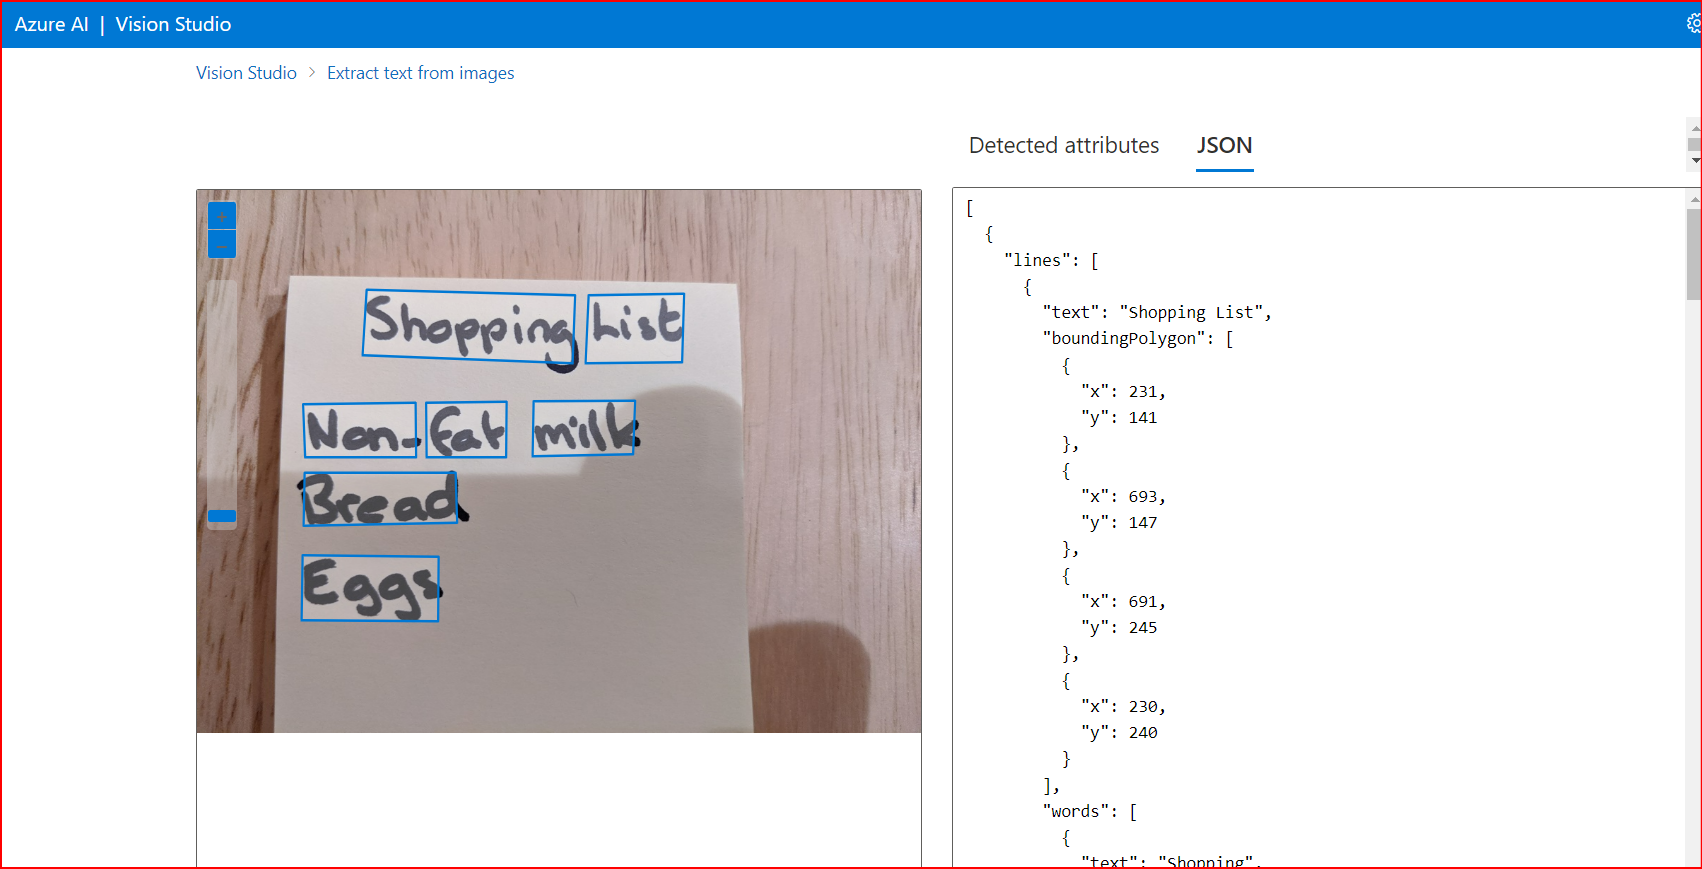 Azure AI | Vision Studio
Vision Studio > Extract text from images
Detected attributes JSON
+
-
Shopping List
Non-Fat milk
Bread
Eggs
[
{
"lines": [
{
"text": "Shopping List",
"boundingPolygon": [
{
"x": 231,
"y": 141
},
{
"x": 693,
"y": 147
},
{
"x": 691,
"y": 245
},
{
"x": 230,
"y": 240
}
],
"words": [
{
"text": "Shopping",